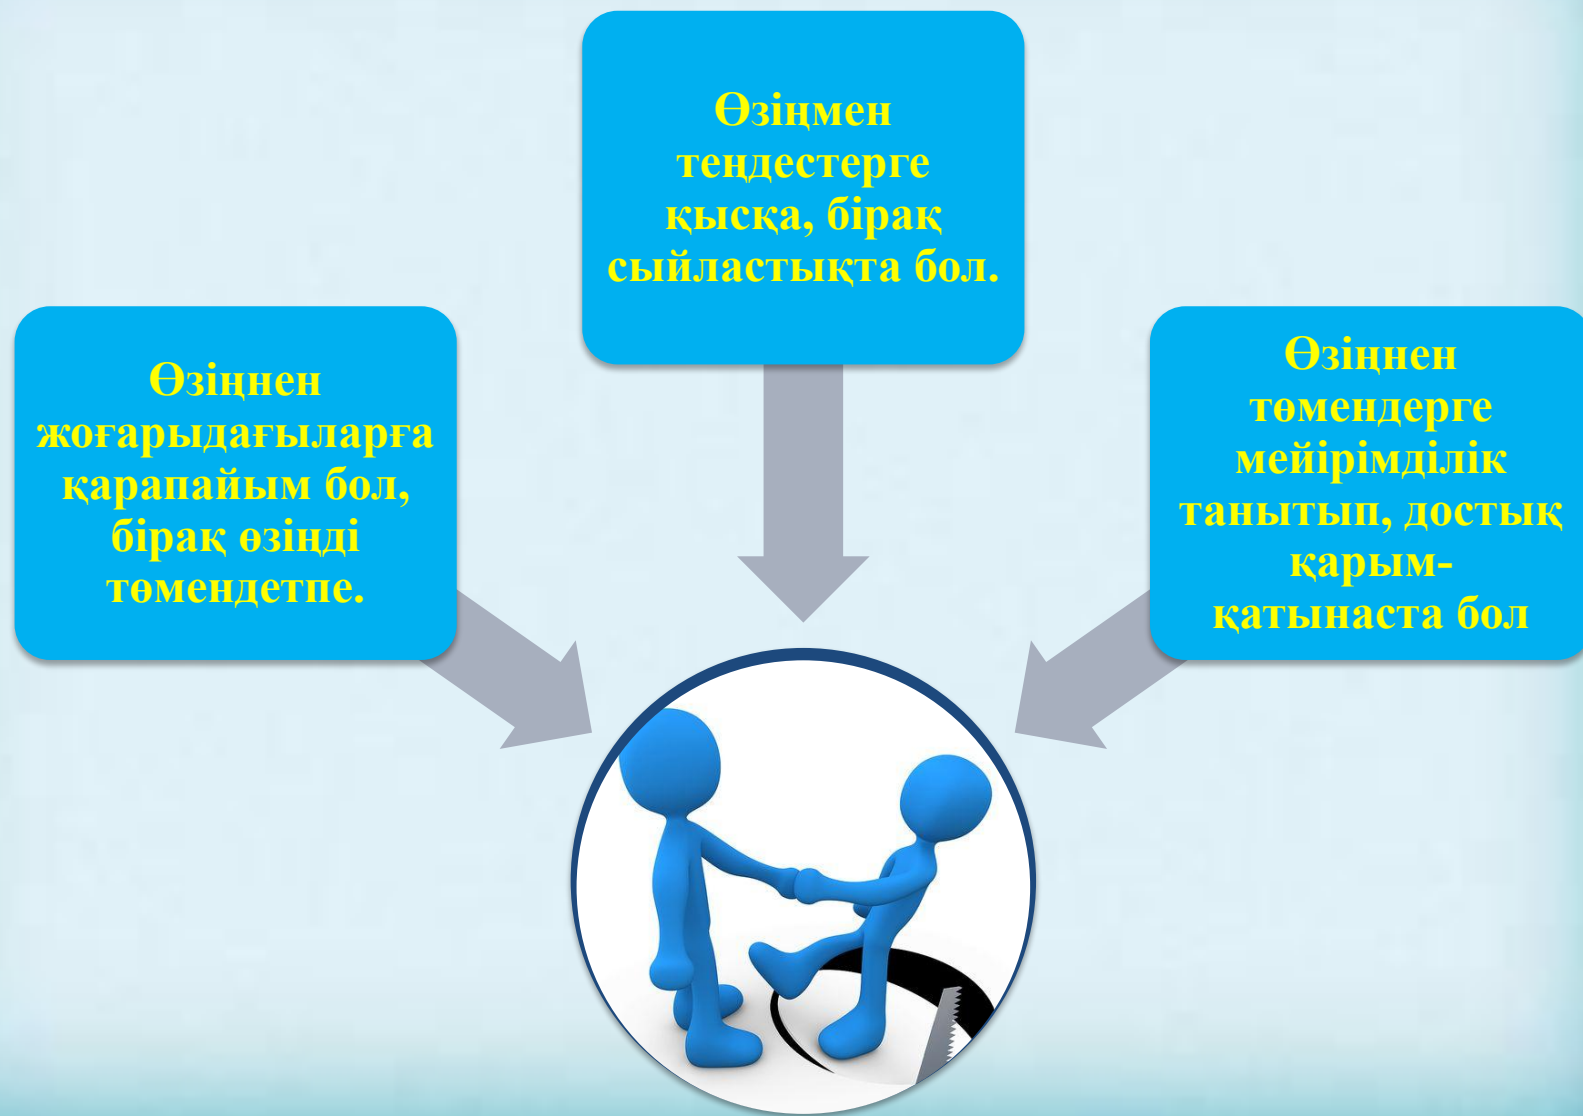 Өзіңмен
теңдестерге
қысқа, бірақ
сыйластықта бол.
Өзіңнен
жоғарыдағыларға
қарапайым бол,
бірақ өзіңді
төмендетпе.
Өзіңнен
төмендерге
мейірімділік
танытып, достық
қарым-
қатынаста бол